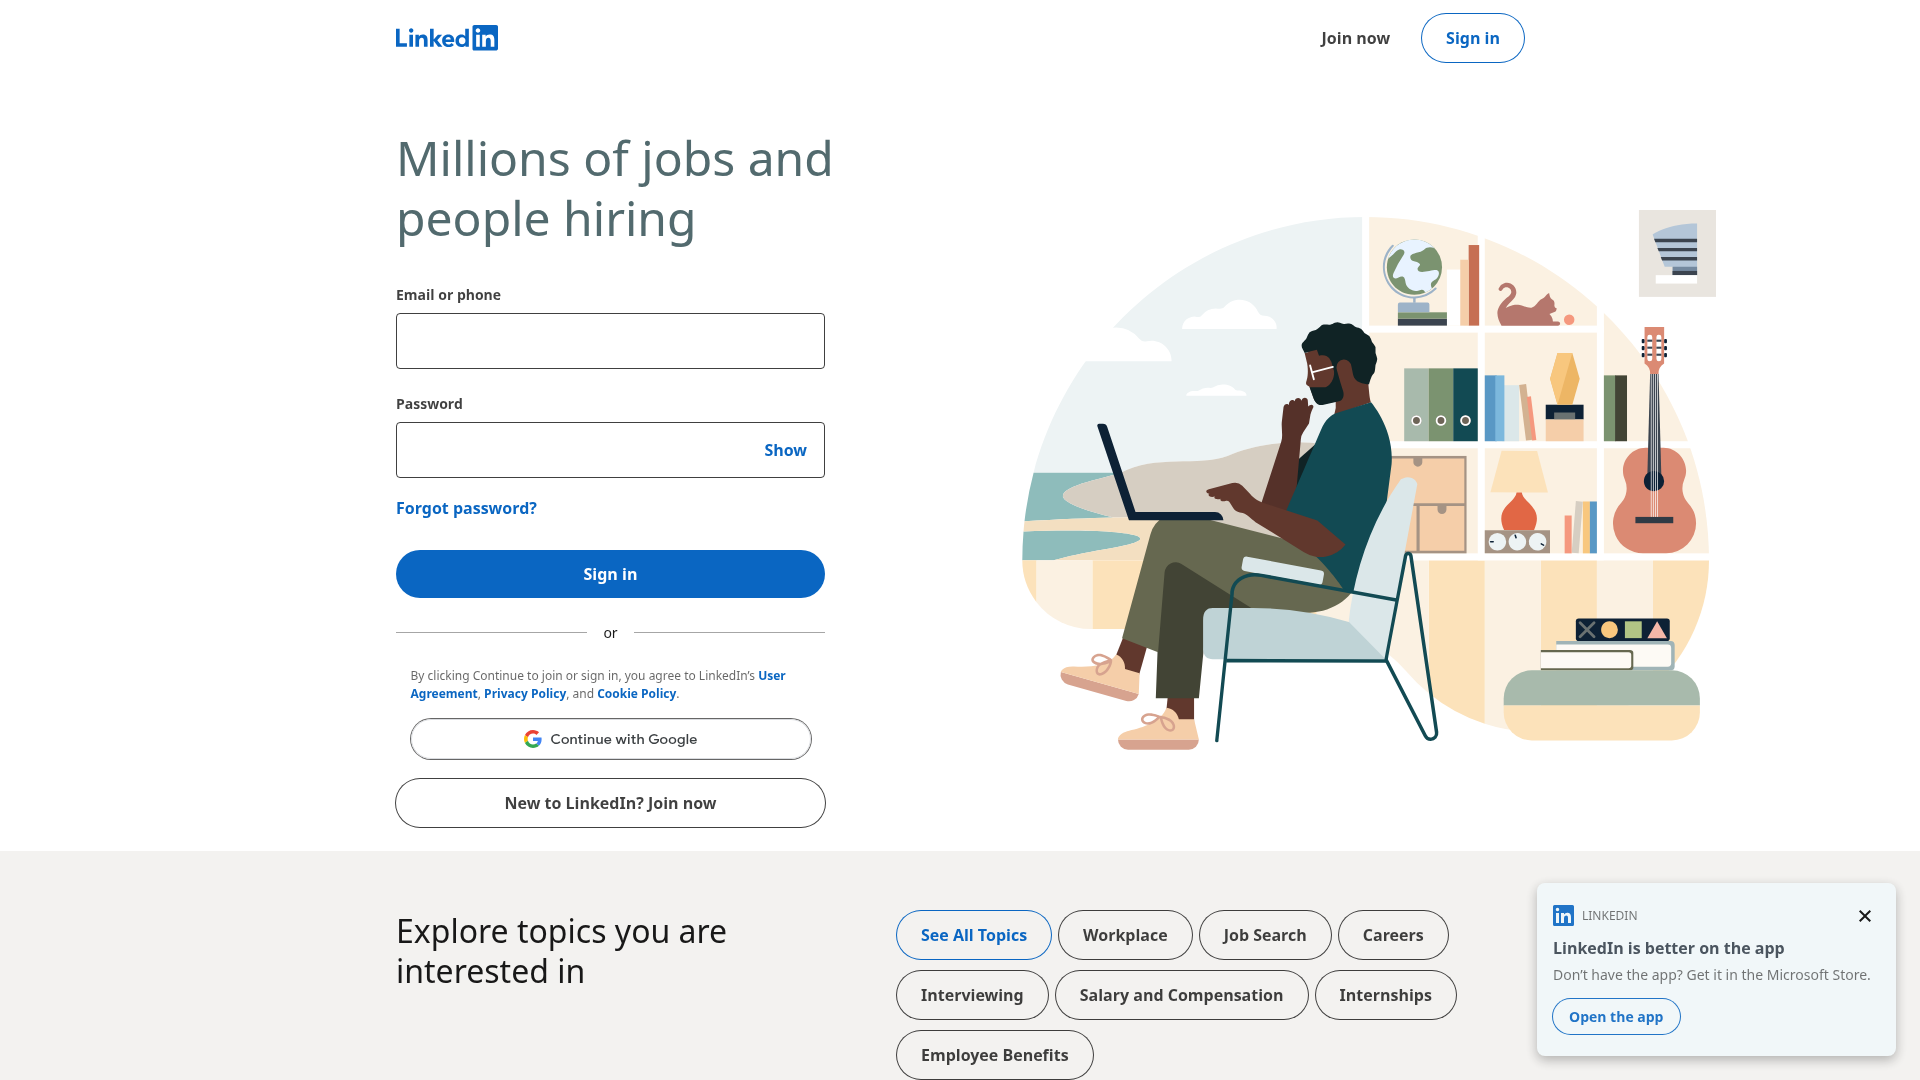 LinkedIn
Join now
Sign in
Millions of jobs and
people hiring
Email or phone
Password
Show
Forgot password?
Sign in
or
By clicking Continue to join or sign in, you agree to LinkedIn’s User
Agreement, Privacy Policy, and Cookie Policy.
Continue with Google
New to LinkedIn? Join now
Explore topics you are
interested in
See All Topics
Workplace
Job Search
Careers
Interviewing
Salary and Compensation
Internships
Employee Benefits
in LINKEDIN
LinkedIn is better on the app
Don’t have the app? Get it in the Microsoft Store.
Open the app